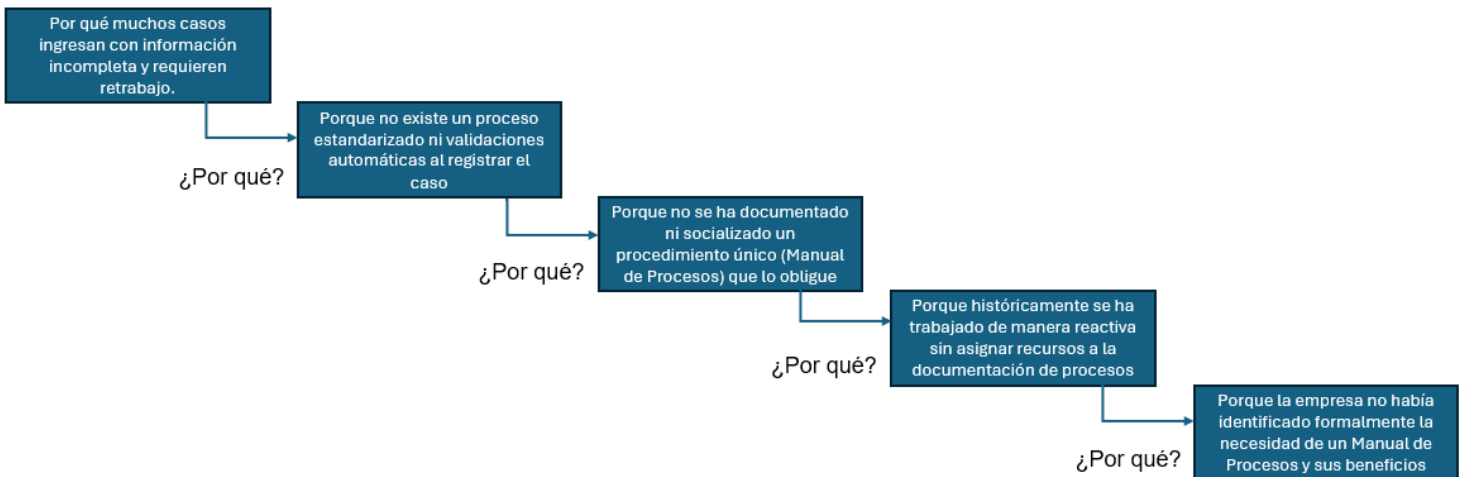 Por qué muchos casos
ingresan con información
incompleta y requieren
retrabajo.
¿Por qué?
Porque no existe un proceso
estandarizado ni validaciones
automáticas al registrar el
caso
¿Por qué?
Porque no se ha documentado
ni socializado un
procedimiento único (Manual
de Procesos) que lo obligue
¿Por qué?
Porque históricamente se ha
trabajado de manera reactiva
sin asignar recursos a la
documentación de procesos
¿Por qué?
Porque la empresa no había
identificado formalmente la
necesidad de un Manual de
Procesos y sus beneficios